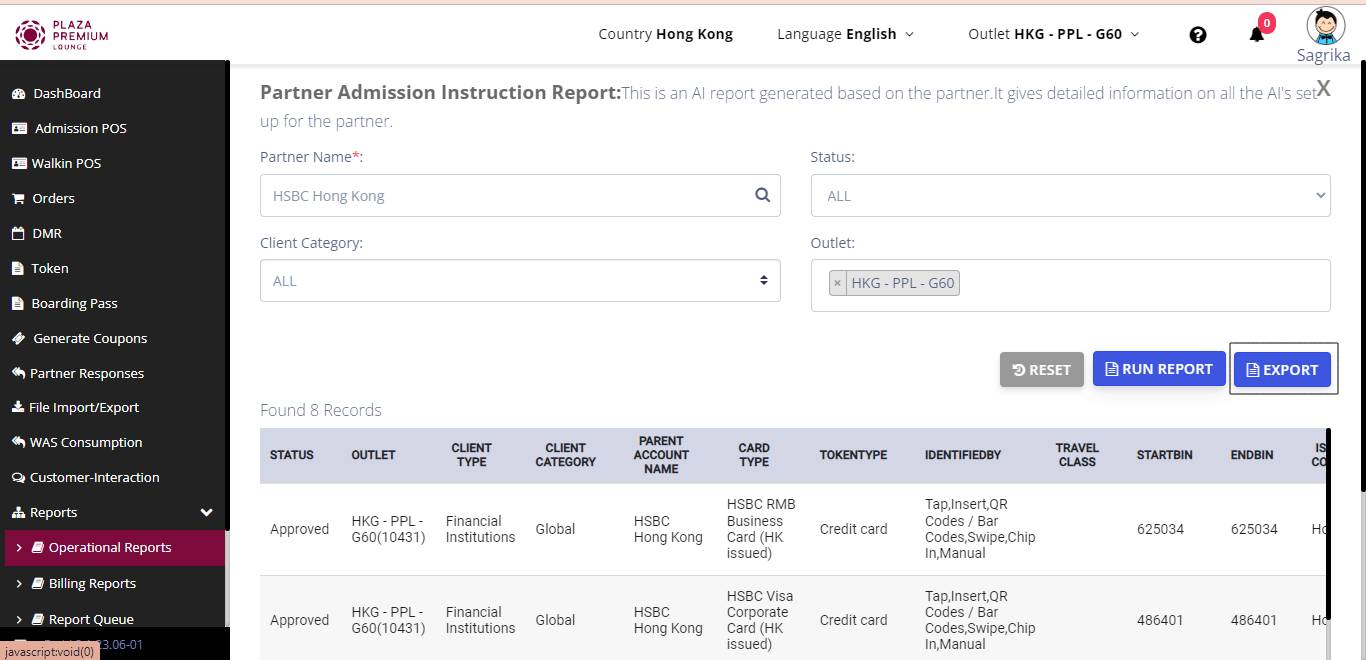 PLAZA
PREMIUM
LOUNGE
Country Hong Kong
Language English
Outlet HKG - PPL - G60
0
Sagrika
DashBoard
Admission POS
Walkin POS
Orders
DMR
Token
Boarding Pass
Generate Coupons
Partner Responses
File Import/Export
WAS Consumption
Customer-Interaction
Reports
Operational Reports
Billing Reports
Report Queue
23.06-01
javascript:void(0)
Partner Admission Instruction Report:This is an AI report generated based on the partner.It gives detailed information on all the AI's set
up for the partner.
X
Partner Name*:
Status:
HSBC Hong Kong
ALL
Client Category:
Outlet:
ALL
× HKG - PPL - G60
RESET
RUN REPORT
EXPORT
Found 8 Records
STATUS OUTLET CLIENT TYPE CLIENT CATEGORY PARENT ACCOUNT NAME CARD TYPE TOKENTYPE IDENTIFIEDBY TRAVEL CLASS STARTBIN ENDBIN IS CO
Approved
HKG - PPL -
G60(10431)
Financial
Institutions
Global
HSBC
Hong Kong
HSBC RMB
Business
Card (HK
issued)
Credit card
Tap,Insert,QR
Codes / Bar
Codes,Swipe,Chip
In,Manual
625034
625034
Ho
Approved
HKG - PPL -
G60(10431)
Financial
Institutions
Global
HSBC
Hong Kong
HSBC Visa
Corporate
Card (HK
issued)
Credit card
Tap,Insert,QR
Codes / Bar
Codes,Swipe,Chip
In,Manual
486401
486401
Ho